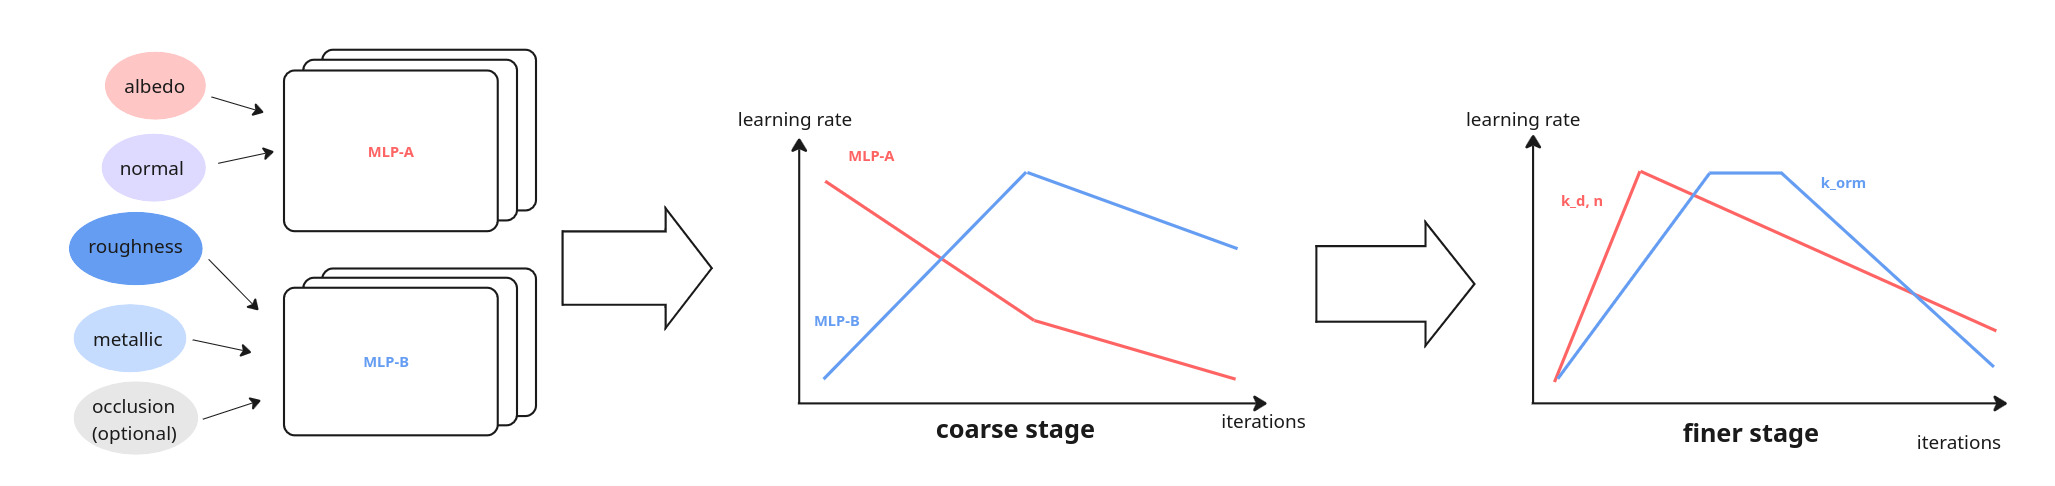 albedo
normal
roughness
metallic
occlusion
(optional)
MLP-A
MLP-B
learning rate
MLP-A
MLP-B
iterations
coarse stage
learning rate
k_d, n
k_orm
finer stage
iterations